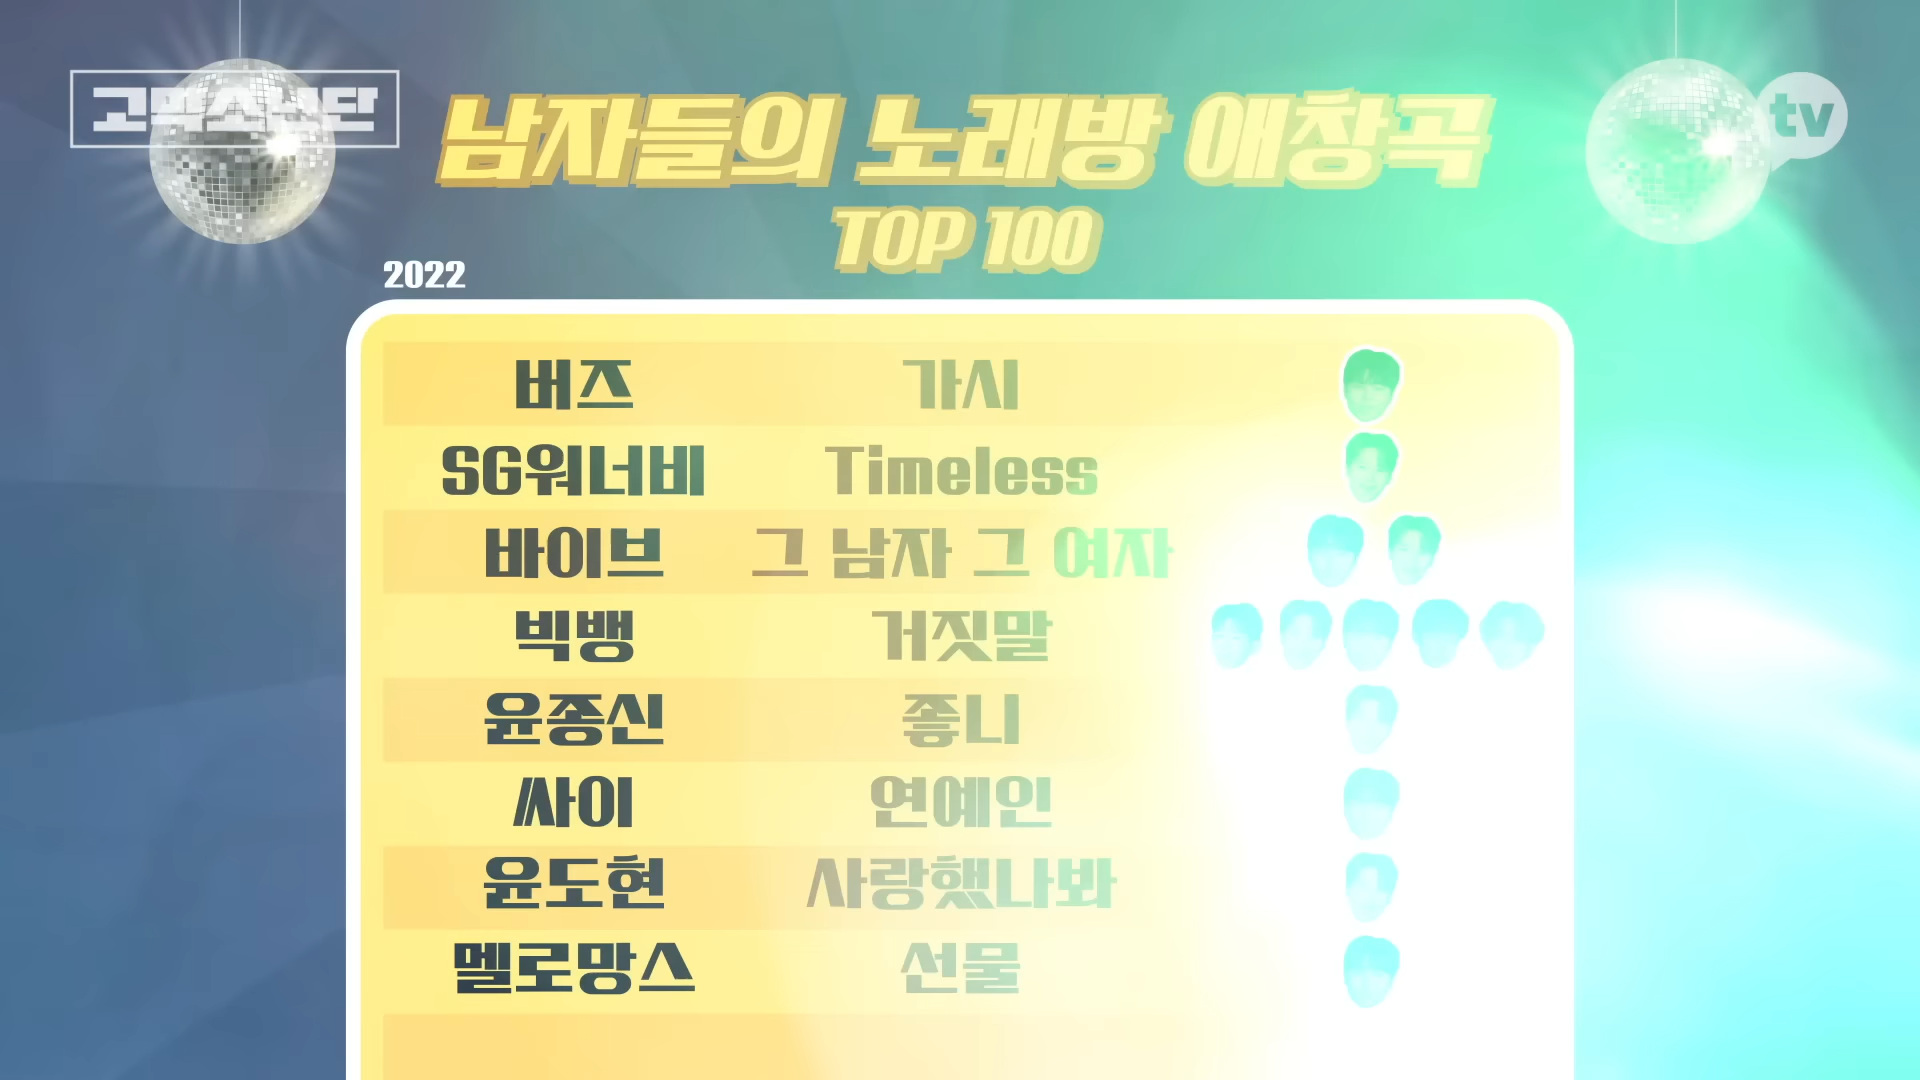 고막소년단
tv
남자들의 노래방 애창곡
TOP 100
2022
버즈 가시
SG워너비 Timeless
바이브 그 남자 그 여자
빅뱅 거짓말
윤종신 좋니
싸이 연예인
윤도현 사랑했나봐
멜로망스 선물